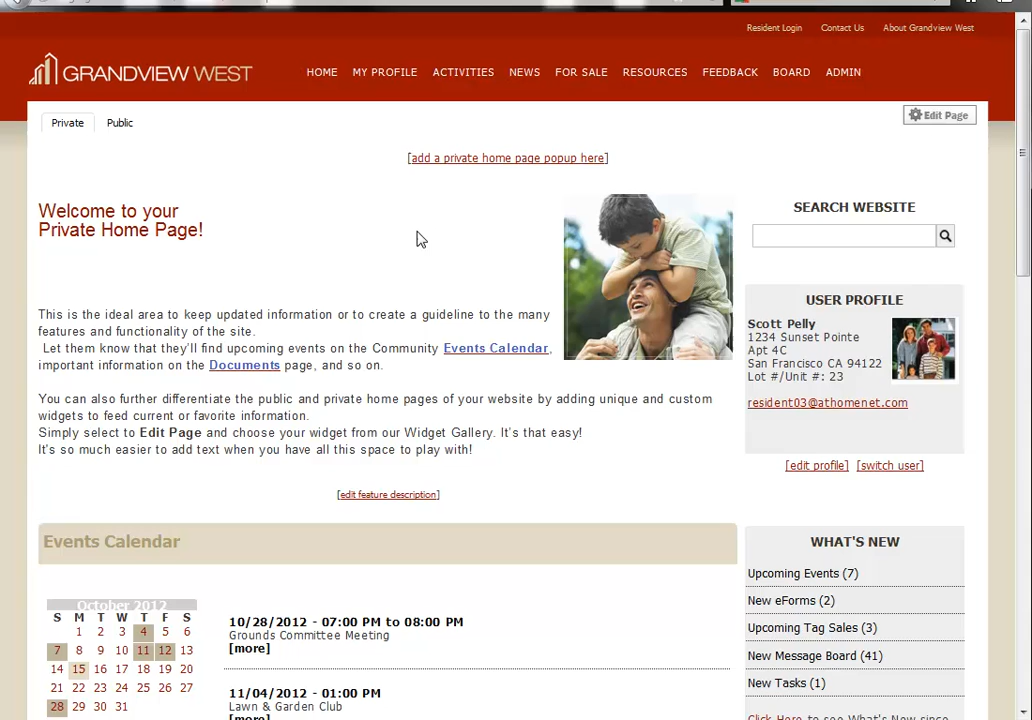 Resident Login Contact Us About Grandview West
GRANDVIEW WEST
HOME MY PROFILE ACTIVITIES NEWS FOR SALE RESOURCES FEEDBACK BOARD ADMIN
Private Public
Edit Page
[add a private home page popup here]
Welcome to your
Private Home Page!
This is the ideal area to keep updated information or to create a guideline to the many
features and functionality of the site.
Let them know that they'll find upcoming events on the Community Events Calendar,
important information on the Documents page, and so on.
You can also further differentiate the public and private home pages of your website by adding unique and custom
widgets to feed current or favorite information.
Simply select to Edit Page and choose your widget from our Widget Gallery. It's that easy!
It's so much easier to add text when you have all this space to play with!
[edit feature description]
SEARCH WEBSITE
USER PROFILE
Scott Pelly
1234 Sunset Pointe
Apt 4C
San Francisco CA 94122
Lot #/Unit #: 23
resident03@athomenet.com
[edit profile] [switch user]
Events Calendar
October 2012
S M T W T F S
1 2 3 4 5 6
7 8 9 10 11 12 13
14 15 16 17 18 19 20
21 22 23 24 25 26 27
28 29 30 31
10/28/2012 - 07:00 PM to 08:00 PM
Grounds Committee Meeting
[more]
11/04/2012 - 01:00 PM
Lawn & Garden Club
[more]
WHAT'S NEW
Upcoming Events (7)
New eForms (2)
Upcoming Tag Sales (3)
New Message Board (41)
New Tasks (1)
Click Here to see What's New since